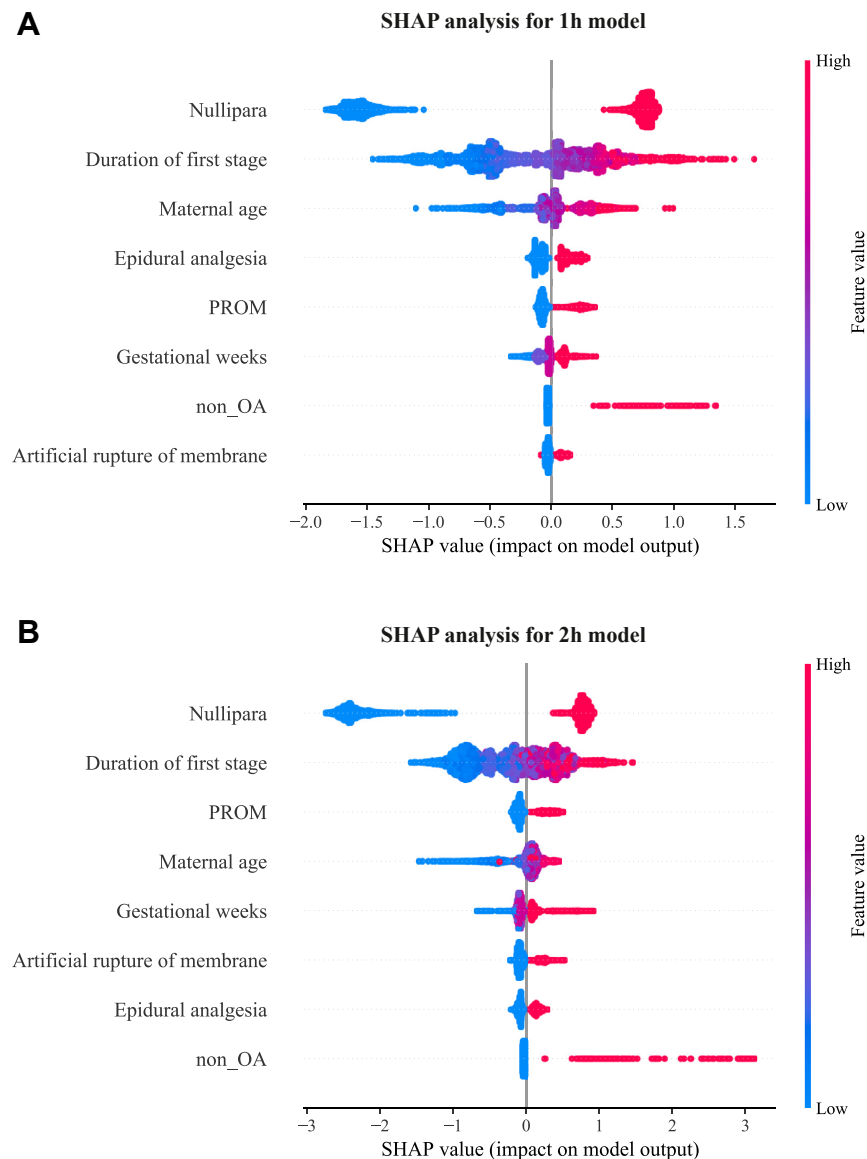 A
SHAP analysis for 1h model
High
Nullipara
Duration of first stage
Maternal age
Epidural analgesia
PROM
Gestational weeks
non_OA
Artificial rupture of membrane
Feature value
Low
−2.0 −1.5 −1.0 −0.5 0.0 0.5 1.0 1.5
SHAP value (impact on model output)
B
SHAP analysis for 2h model
High
Nullipara
Duration of first stage
PROM
Maternal age
Gestational weeks
Artificial rupture of membrane
Epidural analgesia
non_OA
Feature value
Low
−3 −2 −1 0 1 2 3
SHAP value (impact on model output)